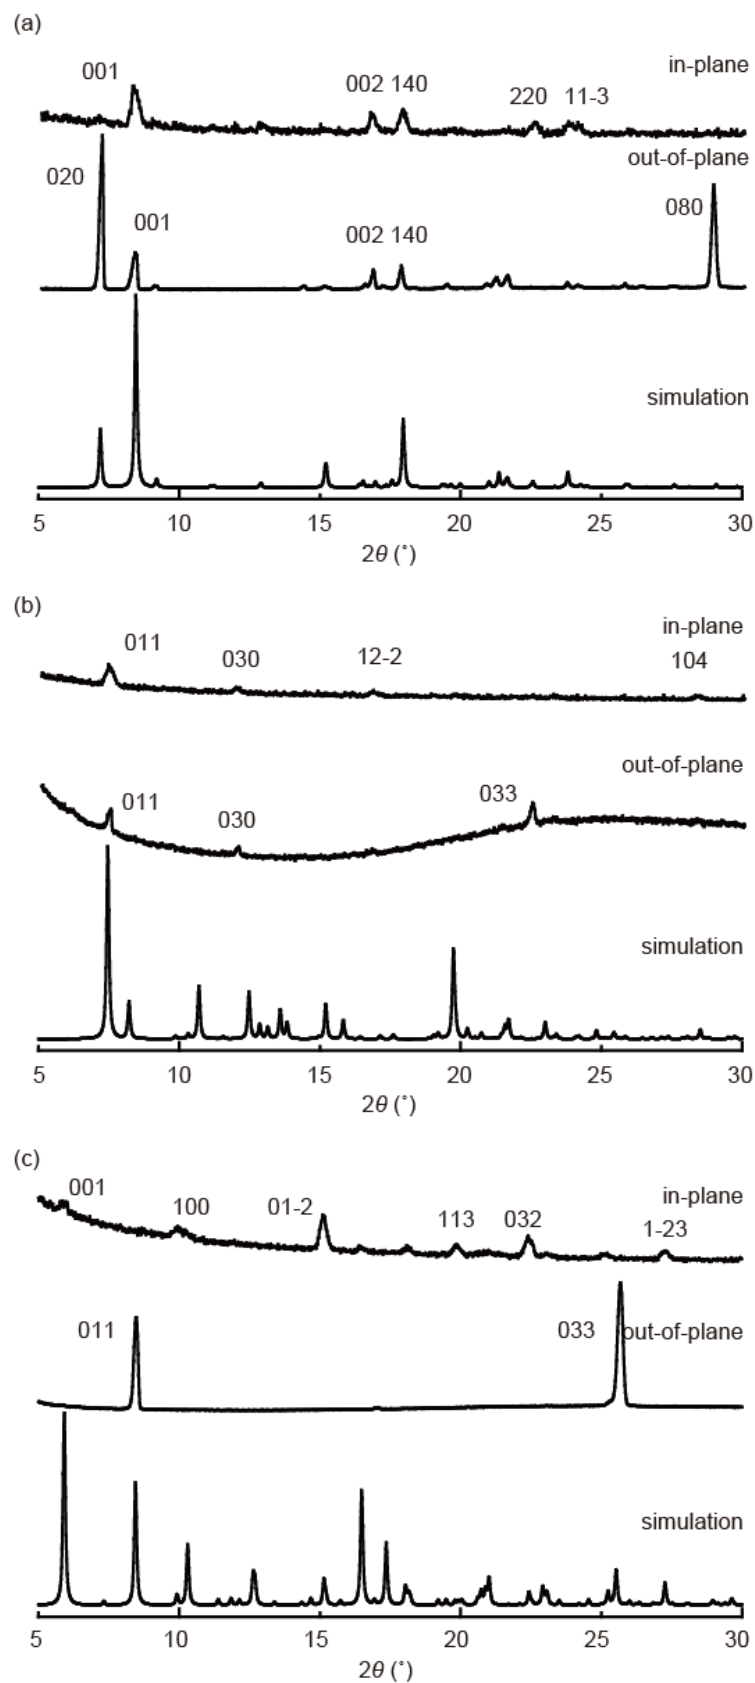 (a)
in-plane
001
002 140
220 11-3
out-of-plane
020
001
002 140
080
simulation
5 10 15 20 25 30
2θ (°)
(b)
in-plane
011
030
12-2
104
out-of-plane
011
030
033
simulation
5 10 15 20 25 30
2θ (°)
(c)
in-plane
001
100
01-2
113
032
1-23
out-of-plane
011
033
simulation
5 10 15 20 25 30
2θ (°)